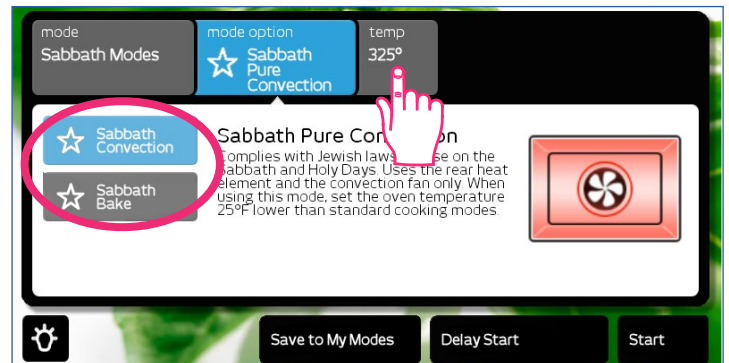 mode
Sabbath Modes
mode option
Sabbath
Pure
Convection
temp
325°
Sabbath
Convection
Sabbath
Bake
Sabbath Pure Con on
Complies with Jewish laws se on the
Sabbath and Holy Days. Uses the rear heat
element and the convection fan only. When
using this mode, set the oven temperature
25°F lower than standard cooking modes.
Save to My Modes
Delay Start
Start